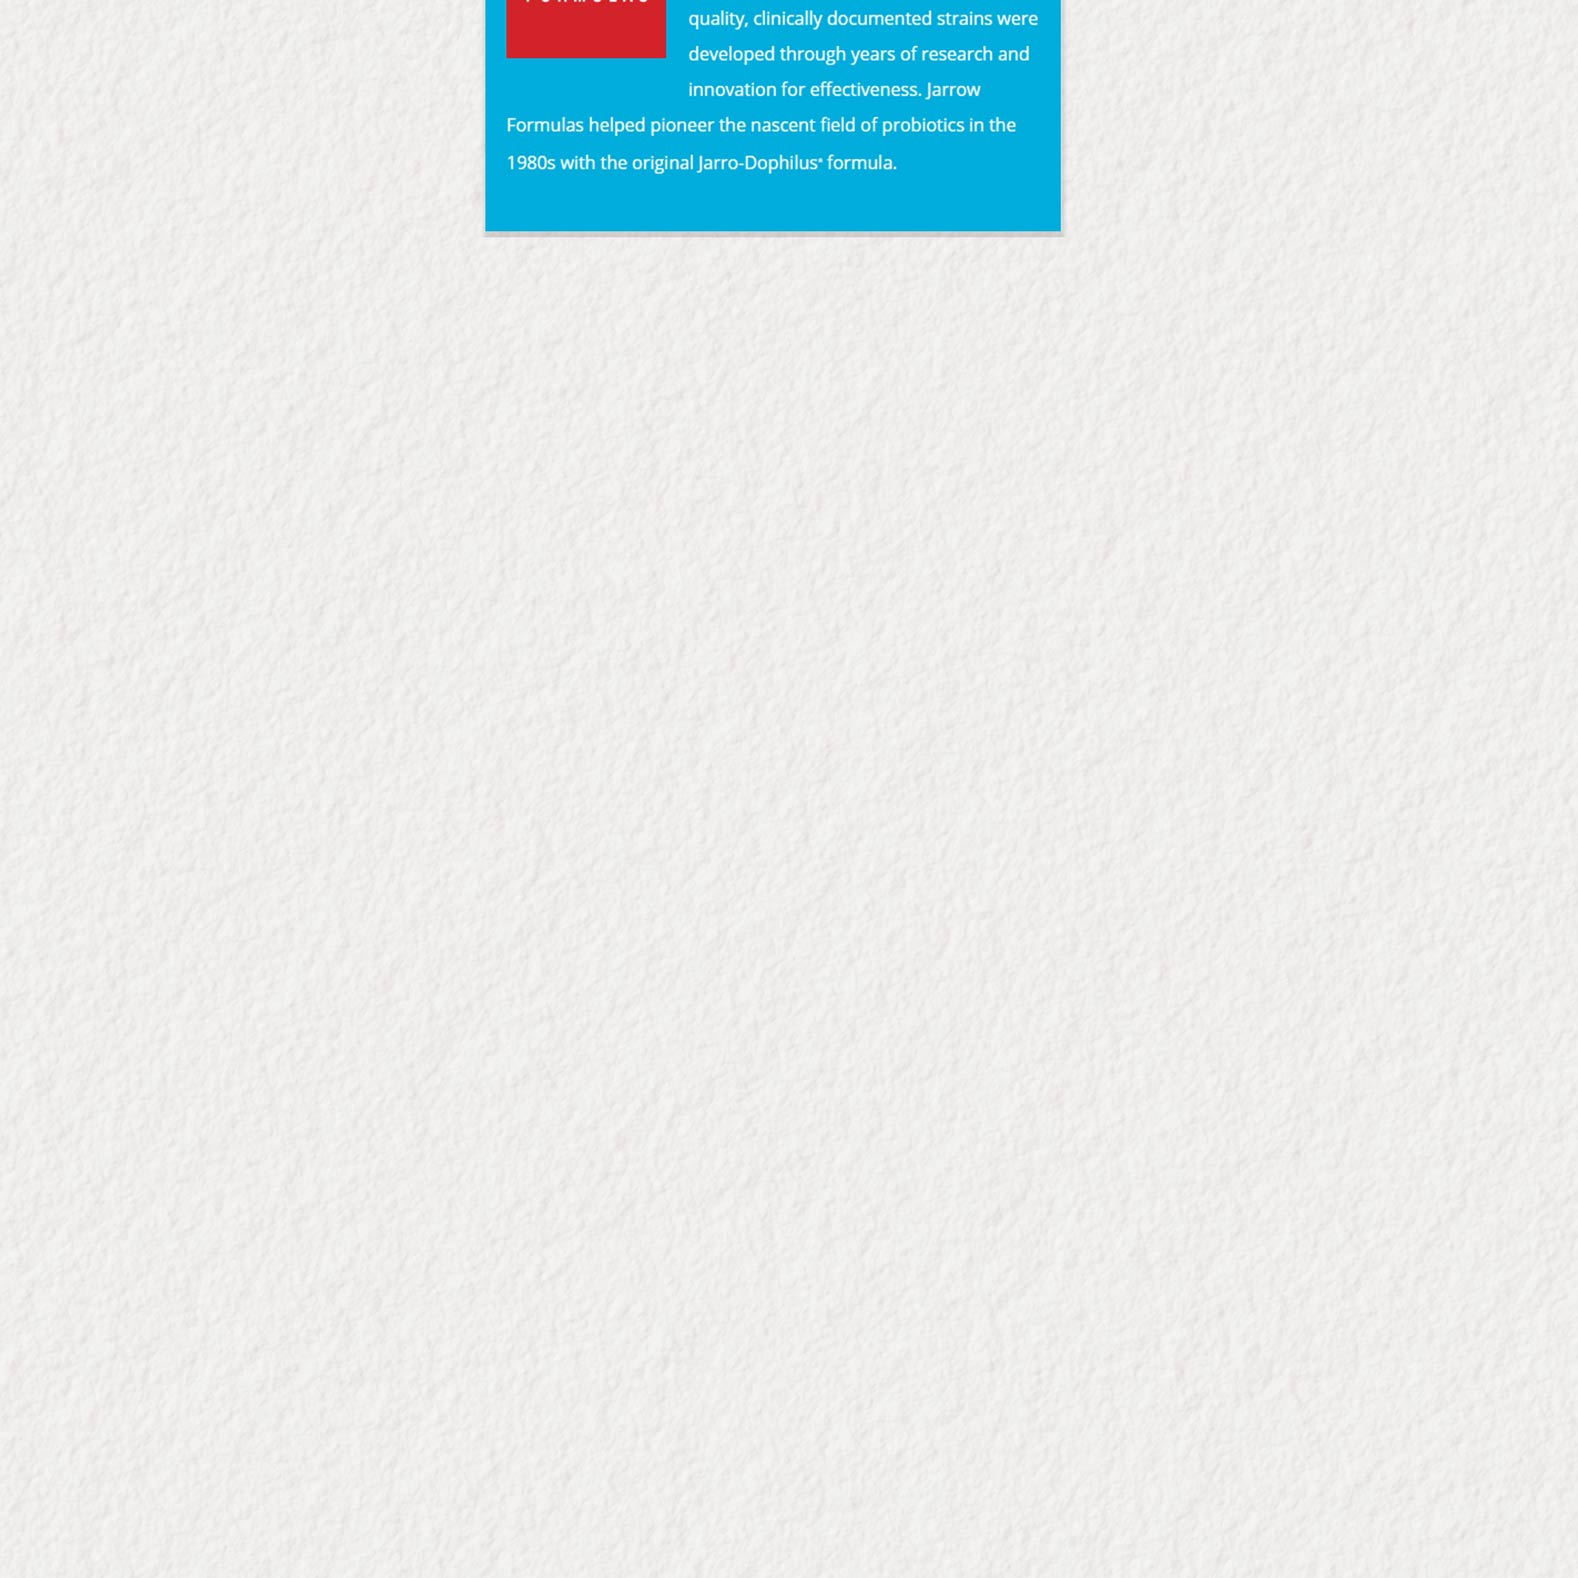 quality, clinically documented strains were
developed through years of research and
innovation for effectiveness. Jarrow
Formulas helped pioneer the nascent field of probiotics in the
1980s with the original Jarro-Dophilus® formula.